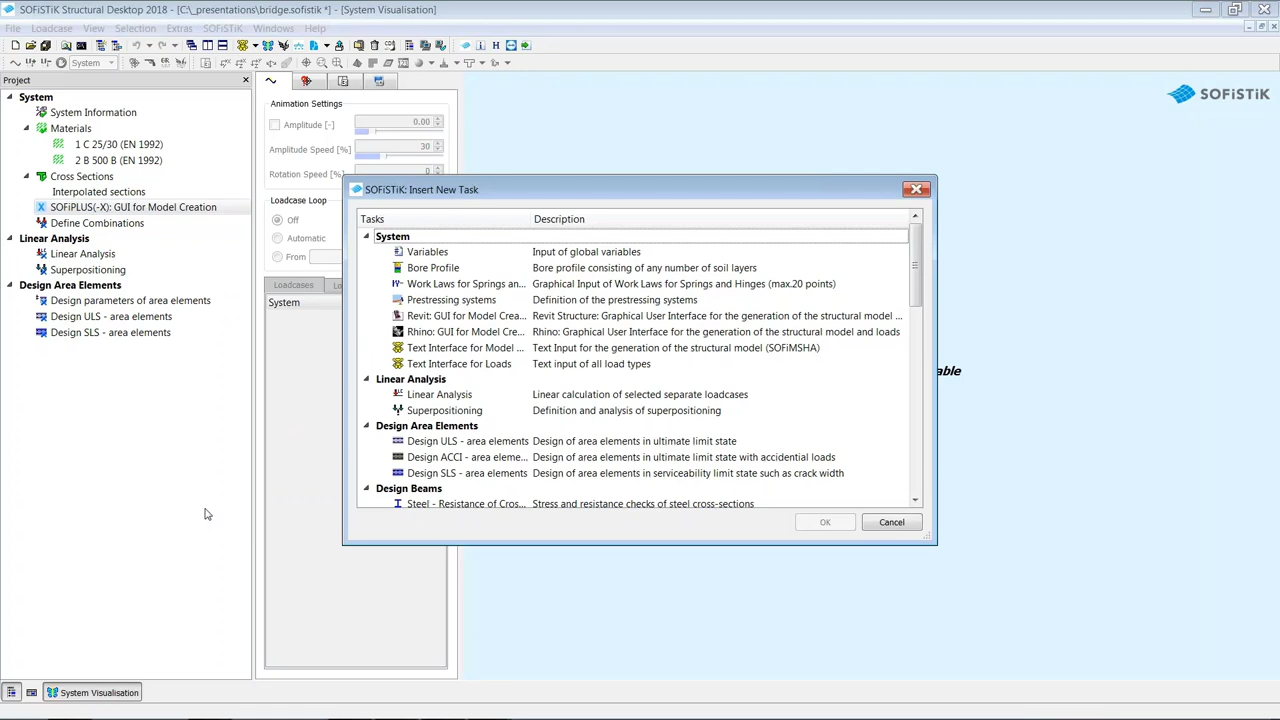 SOFiSTiK Structural Desktop 2018 - [C:\_presentations\bridge.sofistik *] - [System Visualisation]
File Loadcase View Selection Extras SOFiSTiK Windows Help
System
Project
System
System Information
Materials
1 C 25/30 (EN 1992)
2 B 500 B (EN 1992)
Cross Sections
Interpolated sections
SOFiPLUS(-X): GUI for Model Creation
Define Combinations
Linear Analysis
Linear Analysis
Superpositioning
Design Area Elements
Design parameters of area elements
Design ULS - area elements
Design SLS - area elements
Animation Settings
Amplitude [-] 0.00
Amplitude Speed [%] 30
Rotation Speed [%] 0
Loadcase Loop
Off
Automatic
From
Loadcases Lo
System
SOFiSTiK
able
SOFiSTiK: Insert New Task
Tasks Description
System
Variables Input of global variables
Bore Profile Bore profile consisting of any number of soil layers
Work Laws for Springs an... Graphical Input of Work Laws for Springs and Hinges (max.20 points)
Prestressing systems Definition of the prestressing systems
Revit: GUI for Model Crea... Revit Structure: Graphical User Interface for the generation of the structural model ...
Rhino: GUI for Model Cre... Rhino: Graphical User Interface for the generation of the structural model and loads
Text Interface for Model ... Text Input for the generation of the structural model (SOFiMSHA)
Text Interface for Loads Text input of all load types
Linear Analysis
Linear Analysis Linear calculation of selected separate loadcases
Superpositioning Definition and analysis of superpositioning
Design Area Elements
Design ULS - area elements Design of area elements in ultimate limit state
Design ACCI - area eleme... Design of area elements in ultimate limit state with accidential loads
Design SLS - area elements Design of area elements in serviceability limit state such as crack width
Design Beams
Steel - Resistance of Cros... Stress and resistance checks of steel cross-sections
OK Cancel
System Visualisation